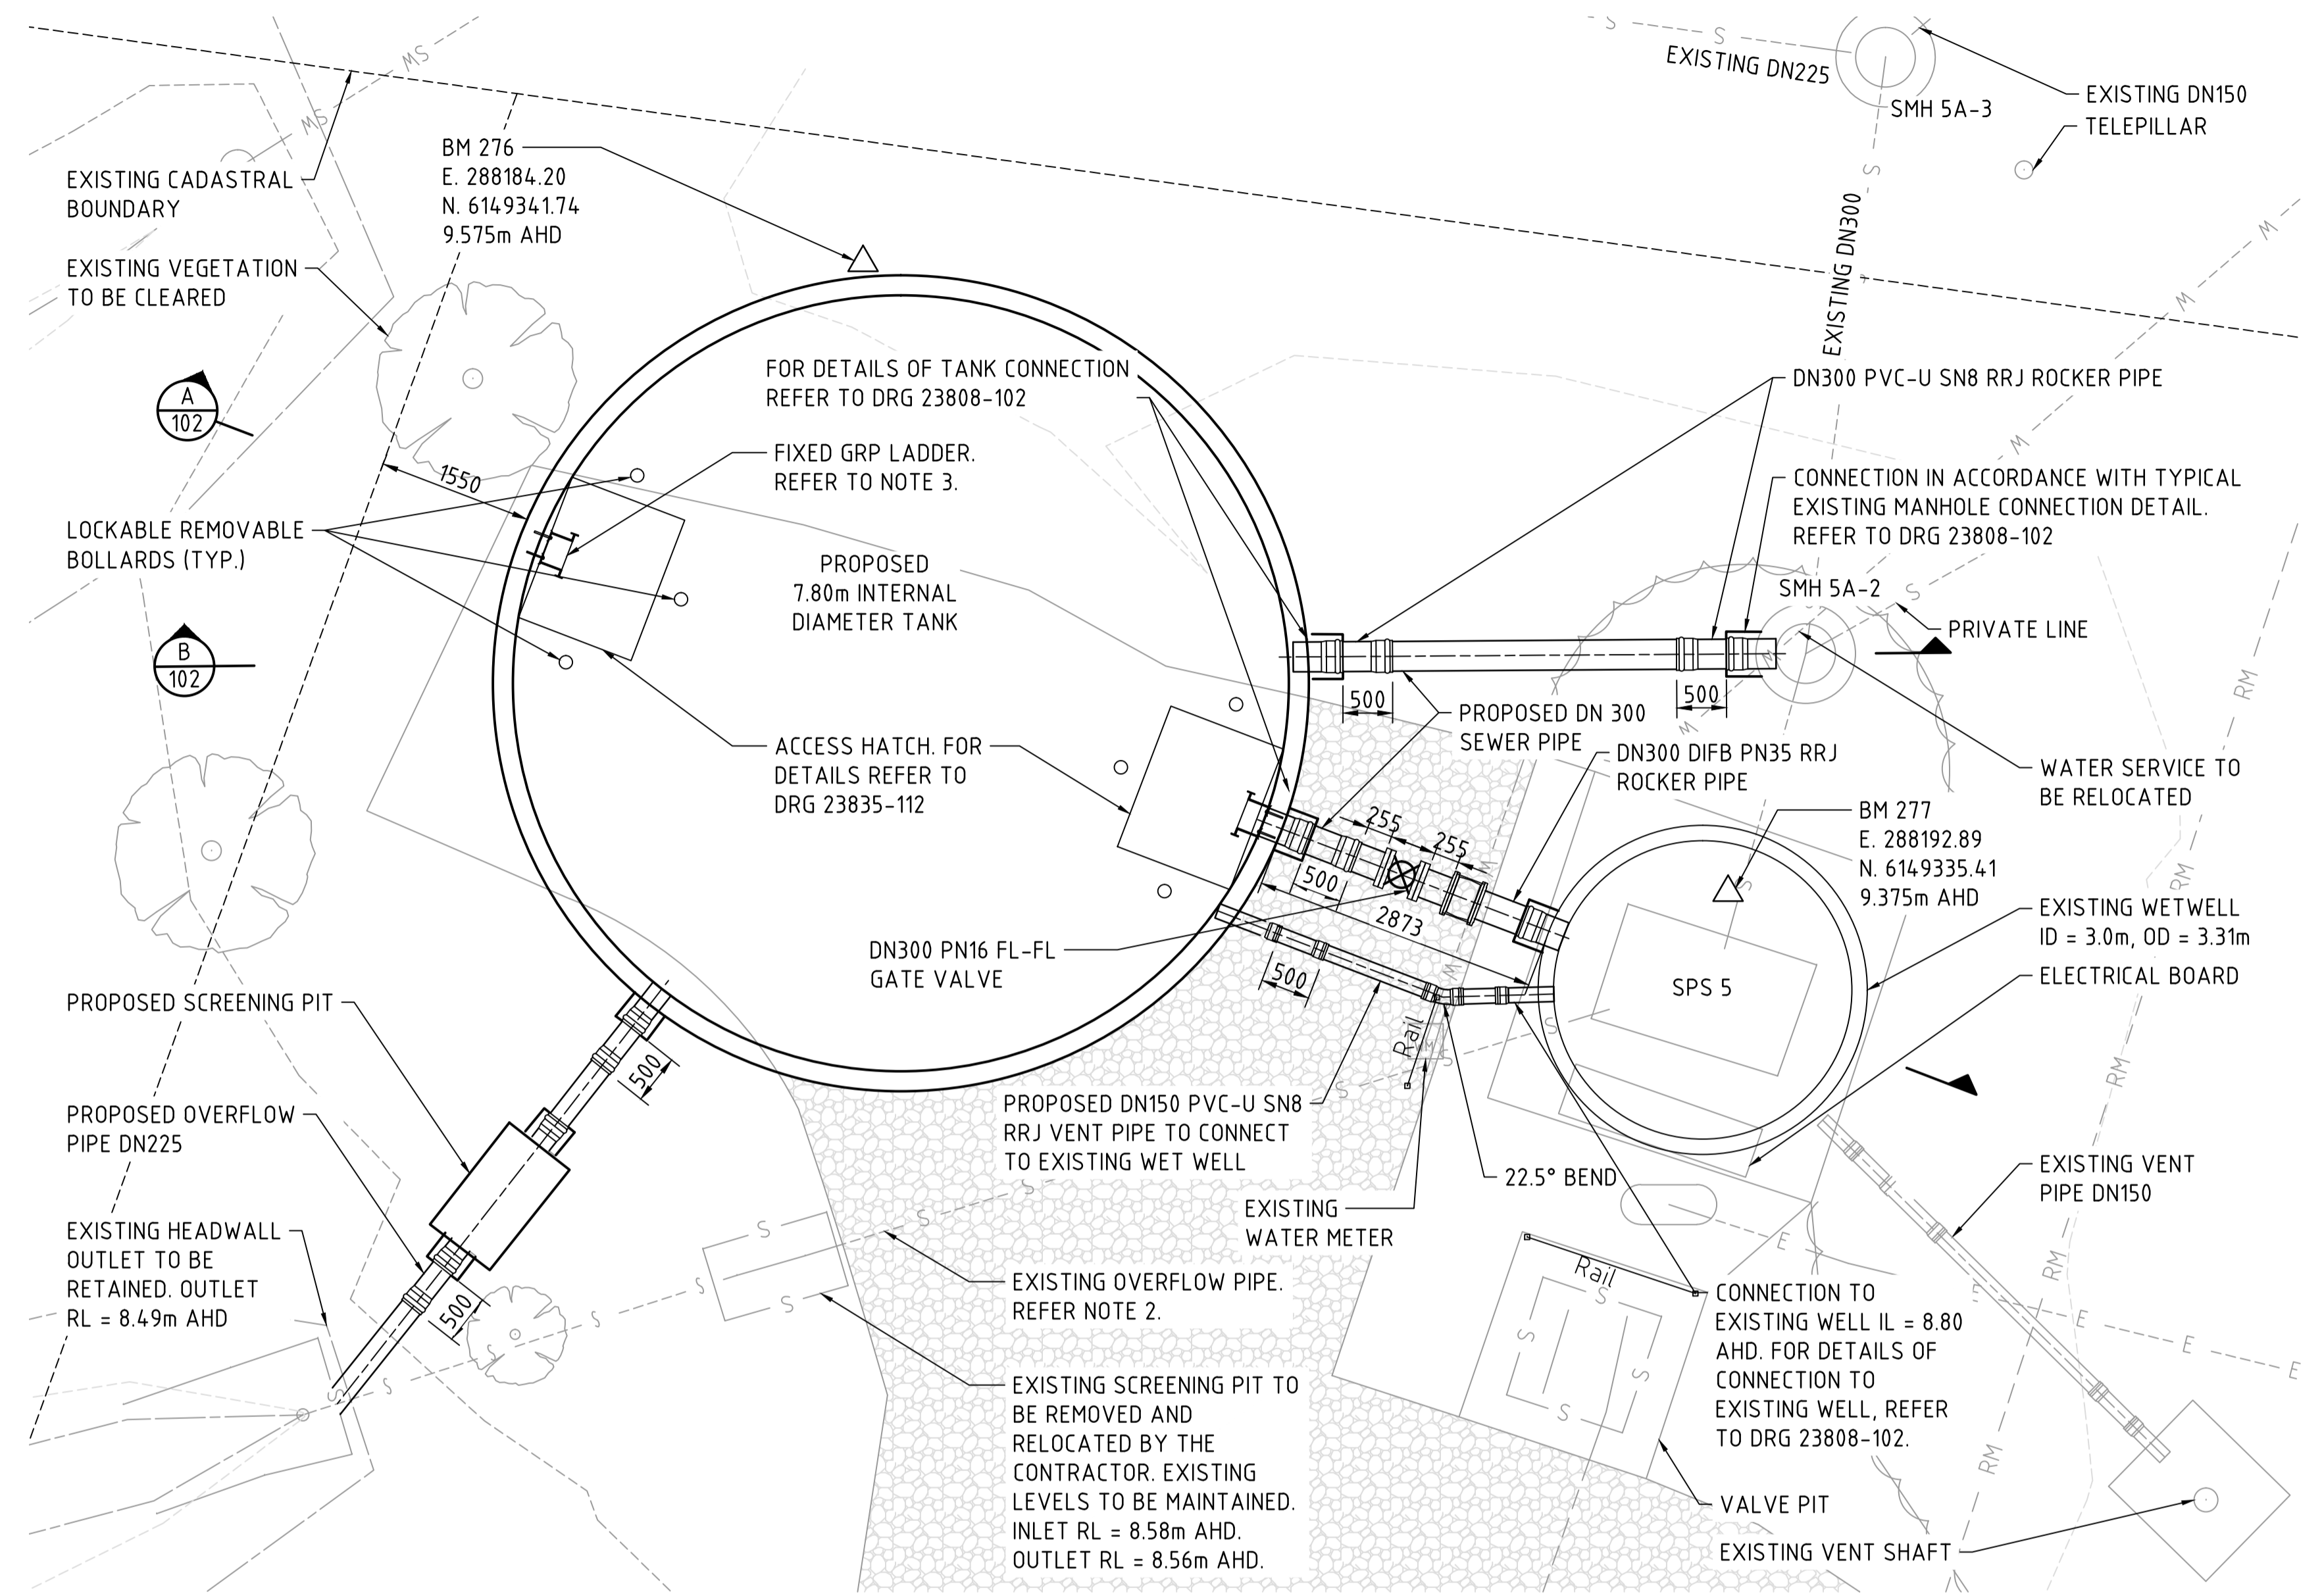 MS
MS
S
S
EXISTING DN225
SMH 5A-3
EXISTING DN150
TELEPILLAR
S
EXISTING DN300
BM 276
E. 288184.20
N. 6149341.74
9.575m AHD
EXISTING CADASTRAL
BOUNDARY
EXISTING VEGETATION
TO BE CLEARED
W
W
W
A
102
1550
FOR DETAILS OF TANK CONNECTION
REFER TO DRG 23808-102
FIXED GRP LADDER.
REFER TO NOTE 3.
DN300 PVC-U SN8 RRJ ROCKER PIPE
CONNECTION IN ACCORDANCE WITH TYPICAL
EXISTING MANHOLE CONNECTION DETAIL.
REFER TO DRG 23808-102
LOCKABLE REMOVABLE
BOLLARDS (TYP.)
PROPOSED
7.80m INTERNAL
DIAMETER TANK
SMH 5A-2
S
PRIVATE LINE
B
102
W
W
W
RM
500
500
PROPOSED DN 300
SEWER PIPE
DN300 DIFB PN35 RRJ
ROCKER PIPE
WATER SERVICE TO
BE RELOCATED
ACCESS HATCH. FOR
DETAILS REFER TO
DRG 23835-112
BM 277
E. 288192.89
N. 6149335.41
9.375m AHD
255
255
500
2873
W
S
RM
EXISTING WETWELL
ID = 3.0m, OD = 3.31m
ELECTRICAL BOARD
DN300 PN16 FL-FL
GATE VALVE
500
W
SPS 5
PROPOSED SCREENING PIT
Rail
S
S
S
500
RM
PROPOSED OVERFLOW
PIPE DN225
PROPOSED DN150 PVC-U SN8
RRJ VENT PIPE TO CONNECT
TO EXISTING WET WELL
22.5° BEND
EXISTING VENT
PIPE DN150
EXISTING
WATER METER
EXISTING HEADWALL
OUTLET TO BE
RETAINED. OUTLET
RL = 8.49m AHD
S
S
S
S
S
E
RM
500
EXISTING OVERFLOW PIPE.
REFER NOTE 2.
Rail
S
S
S
S
E
E
E
E
CONNECTION TO
EXISTING WELL IL = 8.80
AHD. FOR DETAILS OF
CONNECTION TO
EXISTING WELL, REFER
TO DRG 23808-102.
S
S
S
S
EXISTING SCREENING PIT TO
BE REMOVED AND
RELOCATED BY THE
CONTRACTOR. EXISTING
LEVELS TO BE MAINTAINED.
INLET RL = 8.58m AHD.
OUTLET RL = 8.56m AHD.
RM
RM
VALVE PIT
EXISTING VENT SHAFT